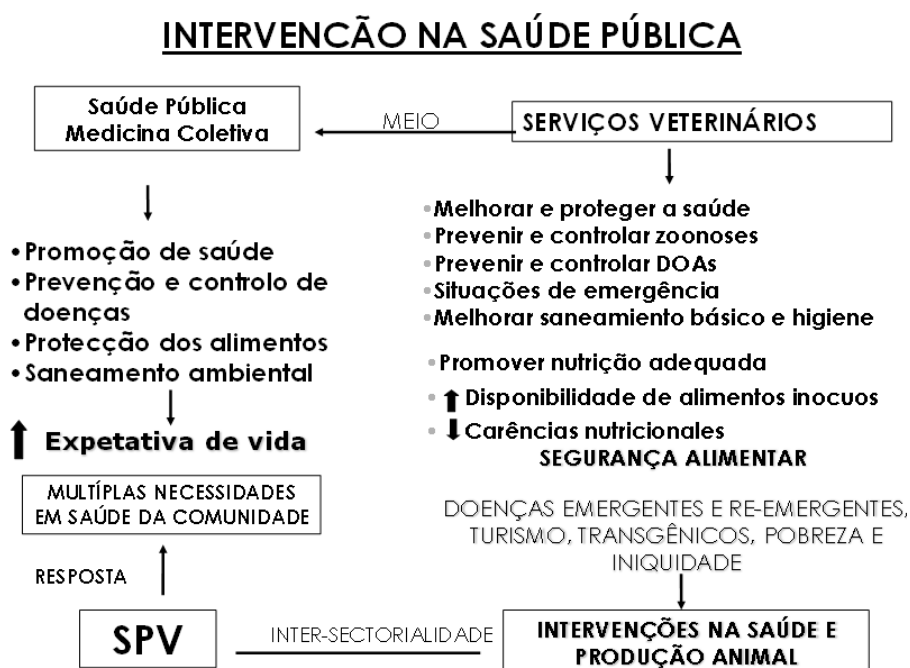 INTERVENCÃO NA SAÚDE PÚBLICA
Saúde Pública
Medicina Coletiva
MEIO
SERVIÇOS VETERINÁRIOS
•Promoção de saúde
•Prevenção e controlo de
doenças
•Protecção dos alimentos
•Saneamento ambiental
Expetativa de vida
•Melhorar e proteger a saúde
•Prevenir e controlar zoonoses
•Prevenir e controlar DOAs
•Situações de emergência
•Melhorar saneamiento básico e higiene
•Promover nutrição adequada
•Disponibilidade de alimentos inocuos
•Carências nutricionales
SEGURANÇA ALIMENTAR
MULTÍPLAS NECESSIDADES
EM SAÚDE DA COMUNIDADE
DOENÇAS EMERGENTES E RE-EMERGENTES,
TURISMO, TRANSGÊNICOS, POBREZA E
INIQUIDADE
RESPOSTA
SPV
INTER-SECTORIALIDADE
INTERVENÇÕES NA SAÚDE E
PRODUÇÃO ANIMAL